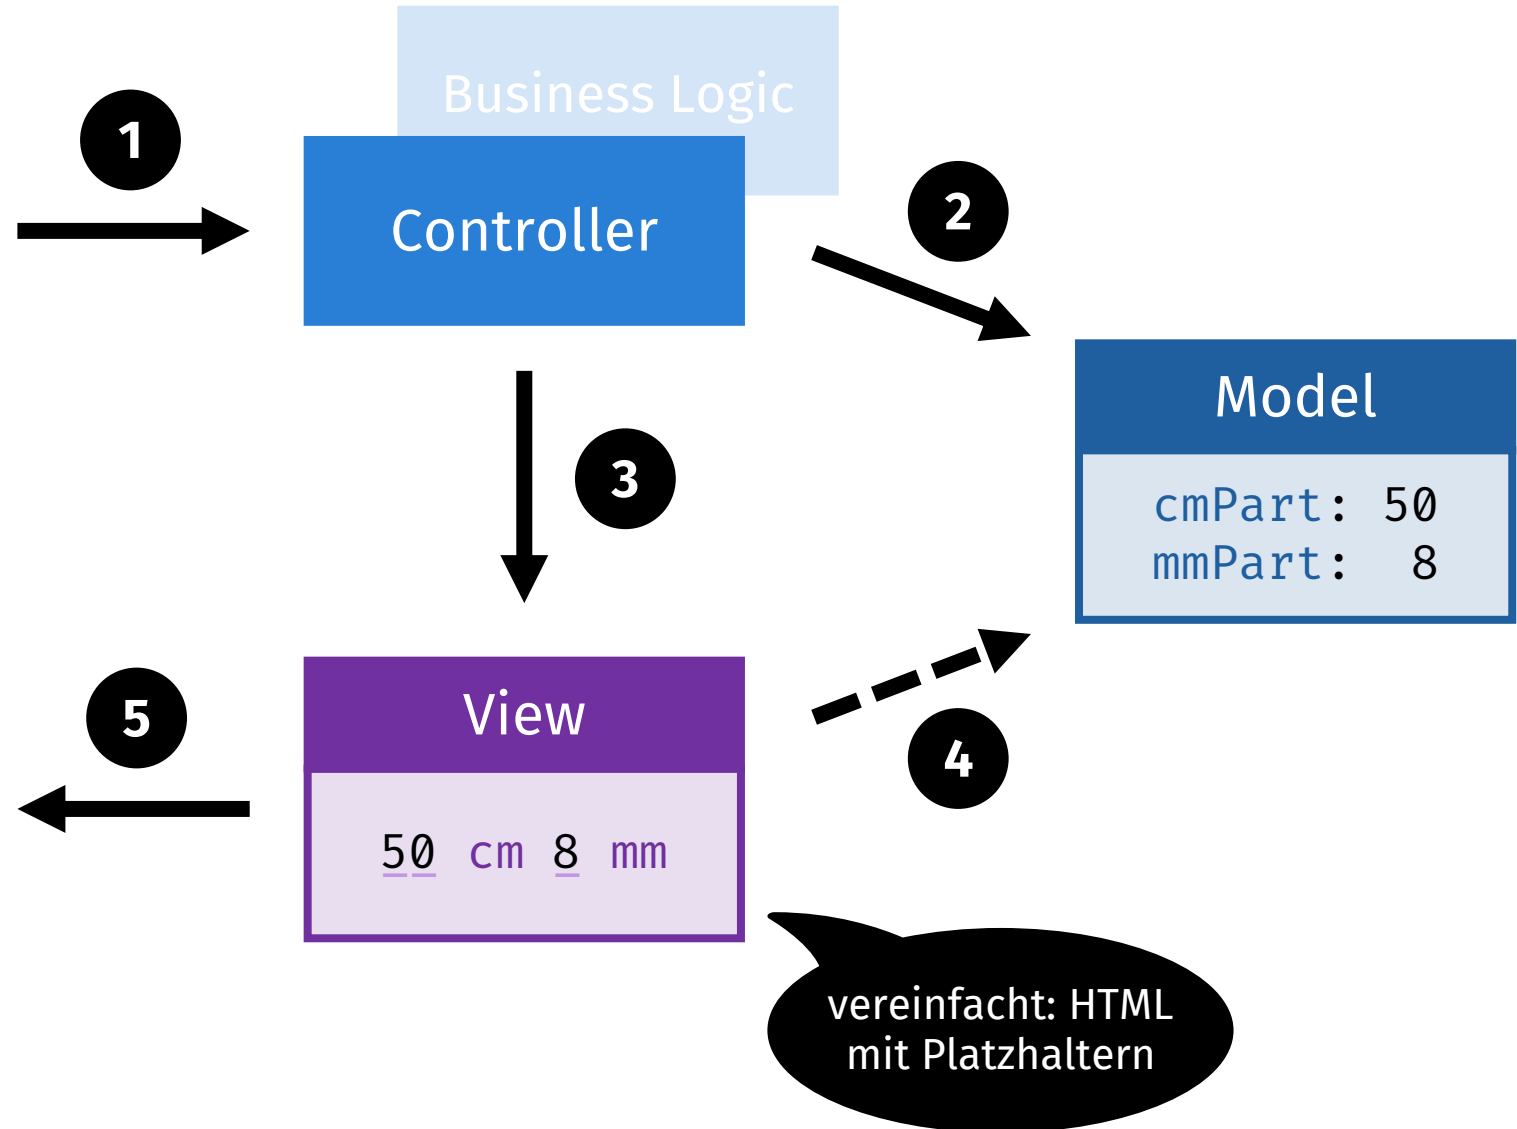 Business Logic
1
Controller
2
3
Model
cmPart: 50
mmPart: 8
View
50 cm 8 mm
4
5
vereinfacht: HTML
mit Platzhaltern